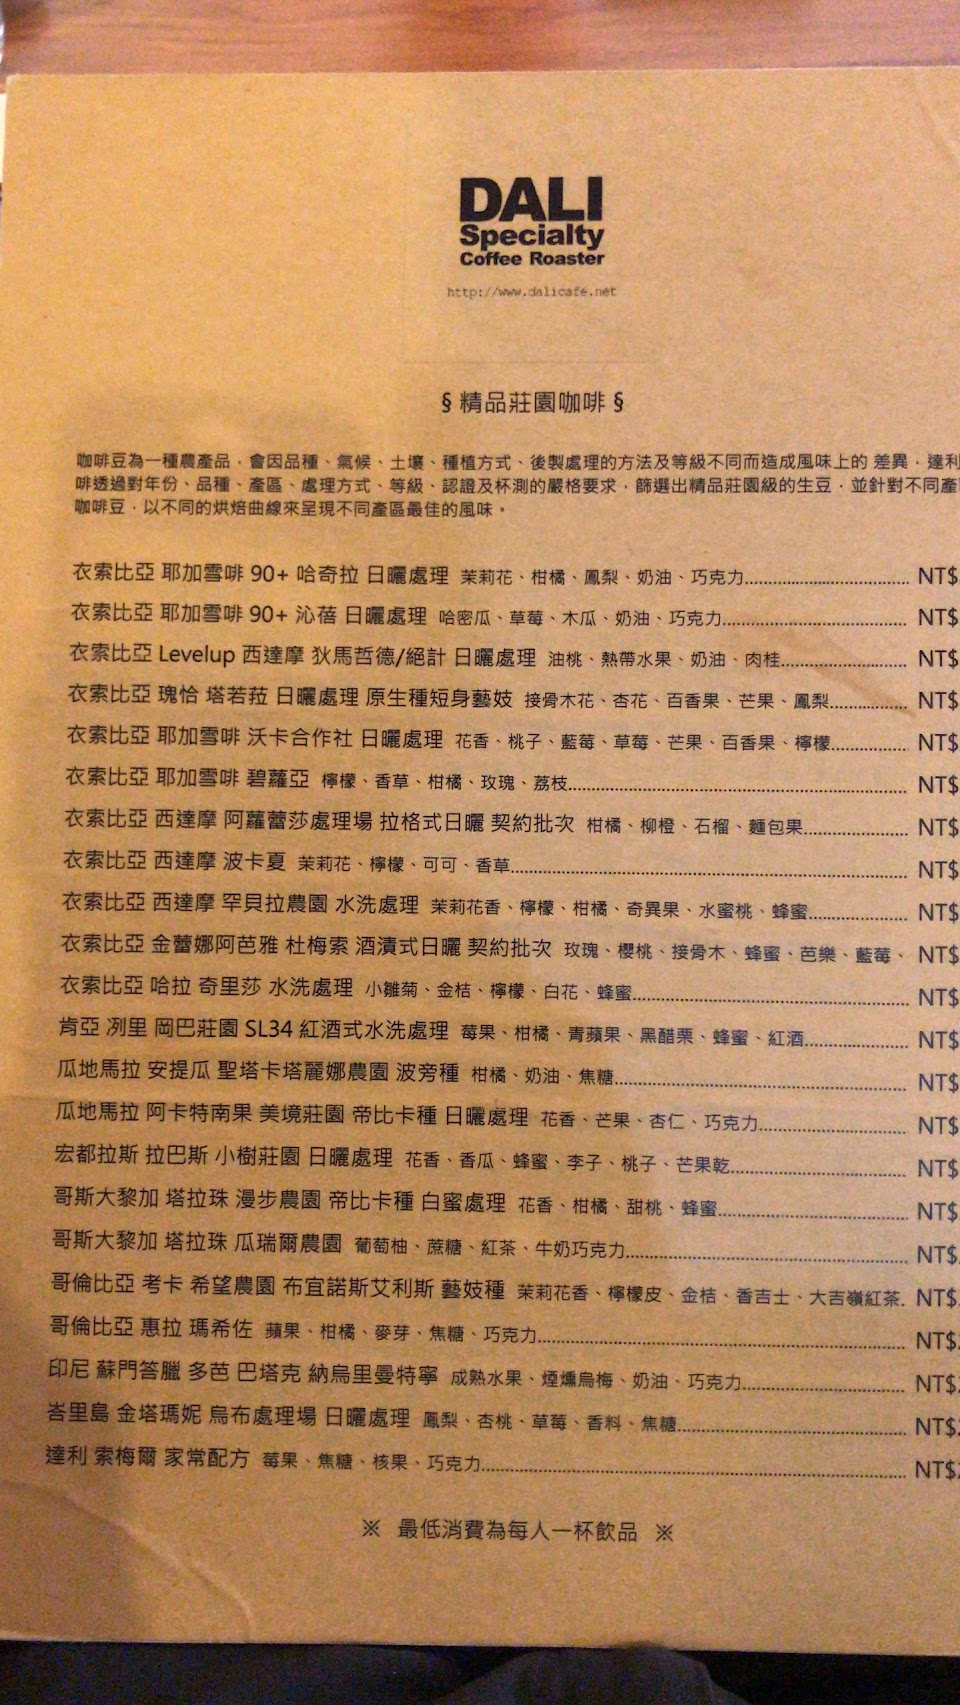 DALI
Specialty
Coffee Roaster
http://www.dalicafe.net
§ 精品莊園咖啡 §
咖啡豆為一種農產品，會因品種、氣候、土壤、種植方式、後製處理的方法及等級不同而造成風味上的 差異，達利
啡透過對年份、品種、產區、處理方式、等級、認證及杯測的嚴格要求，篩選出精品莊園級的生豆，並針對不同產
咖啡豆，以不同的烘焙曲線來呈現不同產區最佳的風味。
衣索比亞 耶加雪啡 90+ 哈奇拉 日曬處理 茉莉花、柑橘、鳳梨、奶油、巧克力 NT$
衣索比亞 耶加雪啡 90+ 沁蓓 日曬處理 哈密瓜、草莓、木瓜、奶油、巧克力 NT$
衣索比亞 Levelup 西達摩 狄馬哲德/絕計 日曬處理 油桃、熱帶水果、奶油、肉桂 NT$
衣索比亞 瑰恰 塔若菈 日曬處理 原生種短身藝妓 接骨木花、杏花、百香果、芒果、鳳梨 NT$
衣索比亞 耶加雪啡 沃卡合作社 日曬處理 花香、桃子、藍莓、草莓、芒果、百香果、檸檬 NT$
衣索比亞 耶加雪啡 碧蘿亞 檸檬、香草、柑橘、玫瑰、荔枝 NT$
衣索比亞 西達摩 阿蘿蕾莎處理場 拉格式日曬 契約批次 柑橘、柳橙、石榴、麵包果 NT$
衣索比亞 西達摩 波卡夏 茉莉花、檸檬、可可、香草 NT$
衣索比亞 西達摩 罕貝拉農園 水洗處理 茉莉花香、檸檬、柑橘、奇異果、水蜜桃、蜂蜜 NT$
衣索比亞 金蕾娜阿芭雅 杜梅索 酒漬式日曬 契約批次 玫瑰、櫻桃、接骨木、蜂蜜、芭樂、藍莓、 NT$
衣索比亞 哈拉 奇里莎 水洗處理 小雛菊、金桔、檸檬、白花、蜂蜜 NT$
肯亞 冽里 岡巴莊園 SL34 紅酒式水洗處理 莓果、柑橘、青蘋果、黑醋栗、蜂蜜、紅酒 NT$
瓜地馬拉 安提瓜 聖塔卡塔麗娜農園 波旁種 柑橘、奶油、焦糖 NT$
瓜地馬拉 阿卡特南果 美境莊園 帝比卡種 日曬處理 花香、芒果、杏仁、巧克力 NT$
宏都拉斯 拉巴斯 小樹莊園 日曬處理 花香、香瓜、蜂蜜、李子、桃子、芒果乾 NT$
哥斯大黎加 塔拉珠 漫步農園 帝比卡種 白蜜處理 花香、柑橘、甜桃、蜂蜜 NT$
哥斯大黎加 塔拉珠 瓜瑞爾農園 葡萄柚、蔗糖、紅茶、牛奶巧克力 NT$
哥倫比亞 考卡 希望農園 布宜諾斯艾利斯 藝妓種 茉莉花香、檸檬皮、金桔、香吉士、大吉嶺紅茶. NT$
哥倫比亞 惠拉 瑪希佐 蘋果、柑橘、麥芽、焦糖、巧克力 NT$
印尼 蘇門答臘 多芭 巴塔克 納烏里曼特寧 成熟水果、煙燻烏梅、奶油、巧克力 NT$
峇里島 金塔瑪妮 烏布處理場 日曬處理 鳳梨、杏桃、草莓、香料、焦糖 NT$
達利 索梅爾 家常配方 莓果、焦糖、核果、巧克力 NT$
※ 最低消費為每人一杯飲品 ※